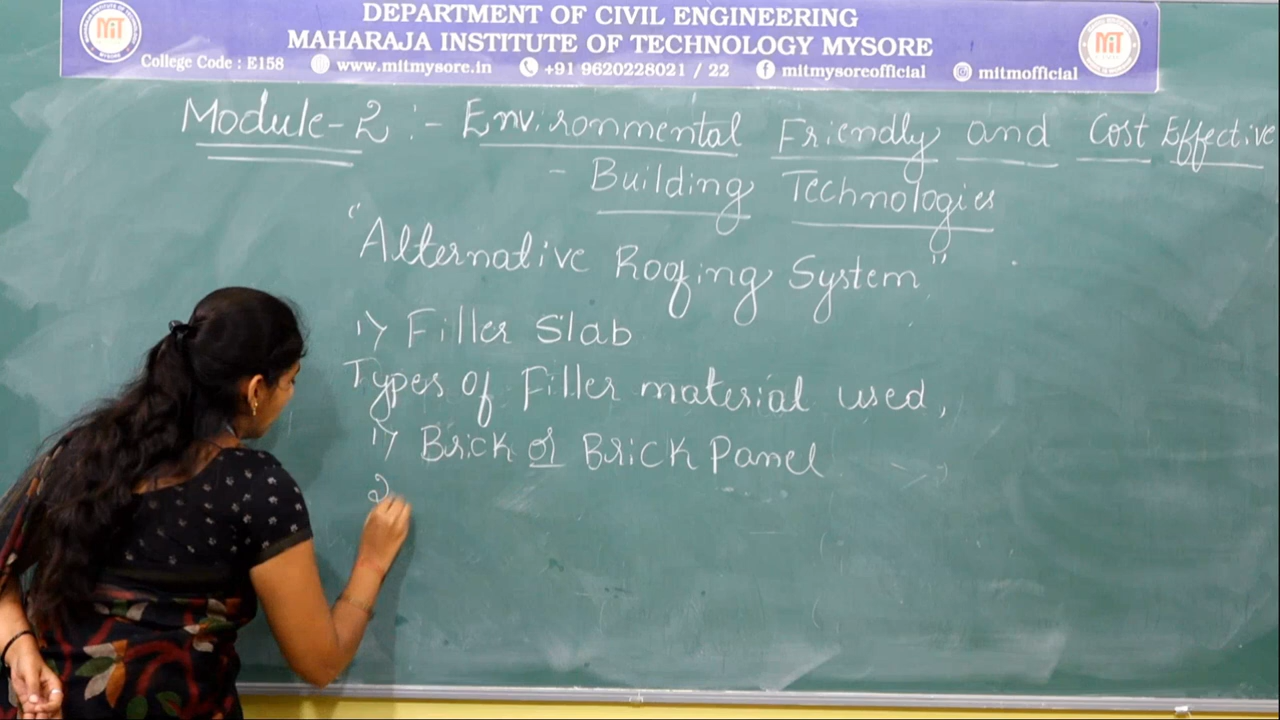 DEPARTMENT OF CIVIL ENGINEERING
MAHARAJA INSTITUTE OF TECHNOLOGY MYSORE
College Code : E158 www.mitmysore.in +91 9620228021 / 22 mitmysoreofficial mitmofficial
MIT
MIT
Module-2 :- Environmental Friendly and Cost Effective
- Building Technologies
"Alternative Roofing System"
1) Filler Slab
Types of Filler material used,
1) Brick or Brick Panel
2